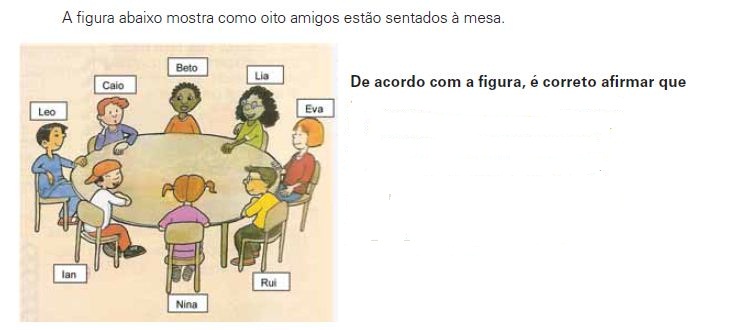 A figura abaixo mostra como oito amigos estão sentados à mesa.
De acordo com a figura, é correto afirmar que
Beto
Caio
Lia
Leo
Eva
Ian
Rui
Nina